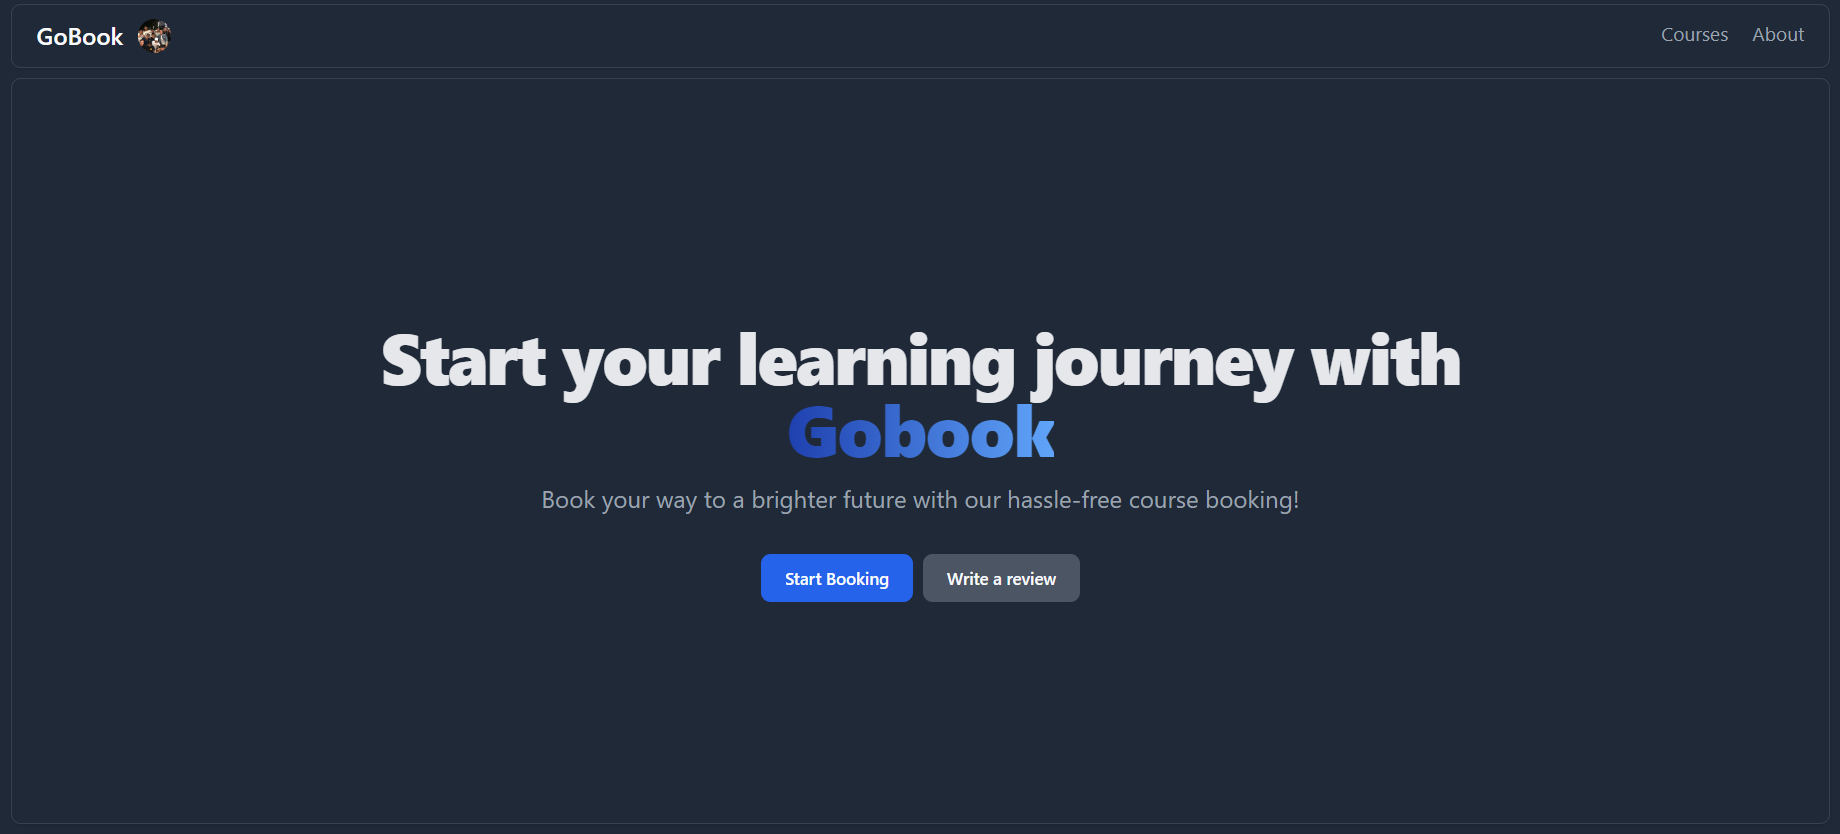 GoBook
Courses About
Start your learning journey with
Gobook
Book your way to a brighter future with our hassle-free course booking!
Start Booking Write a review